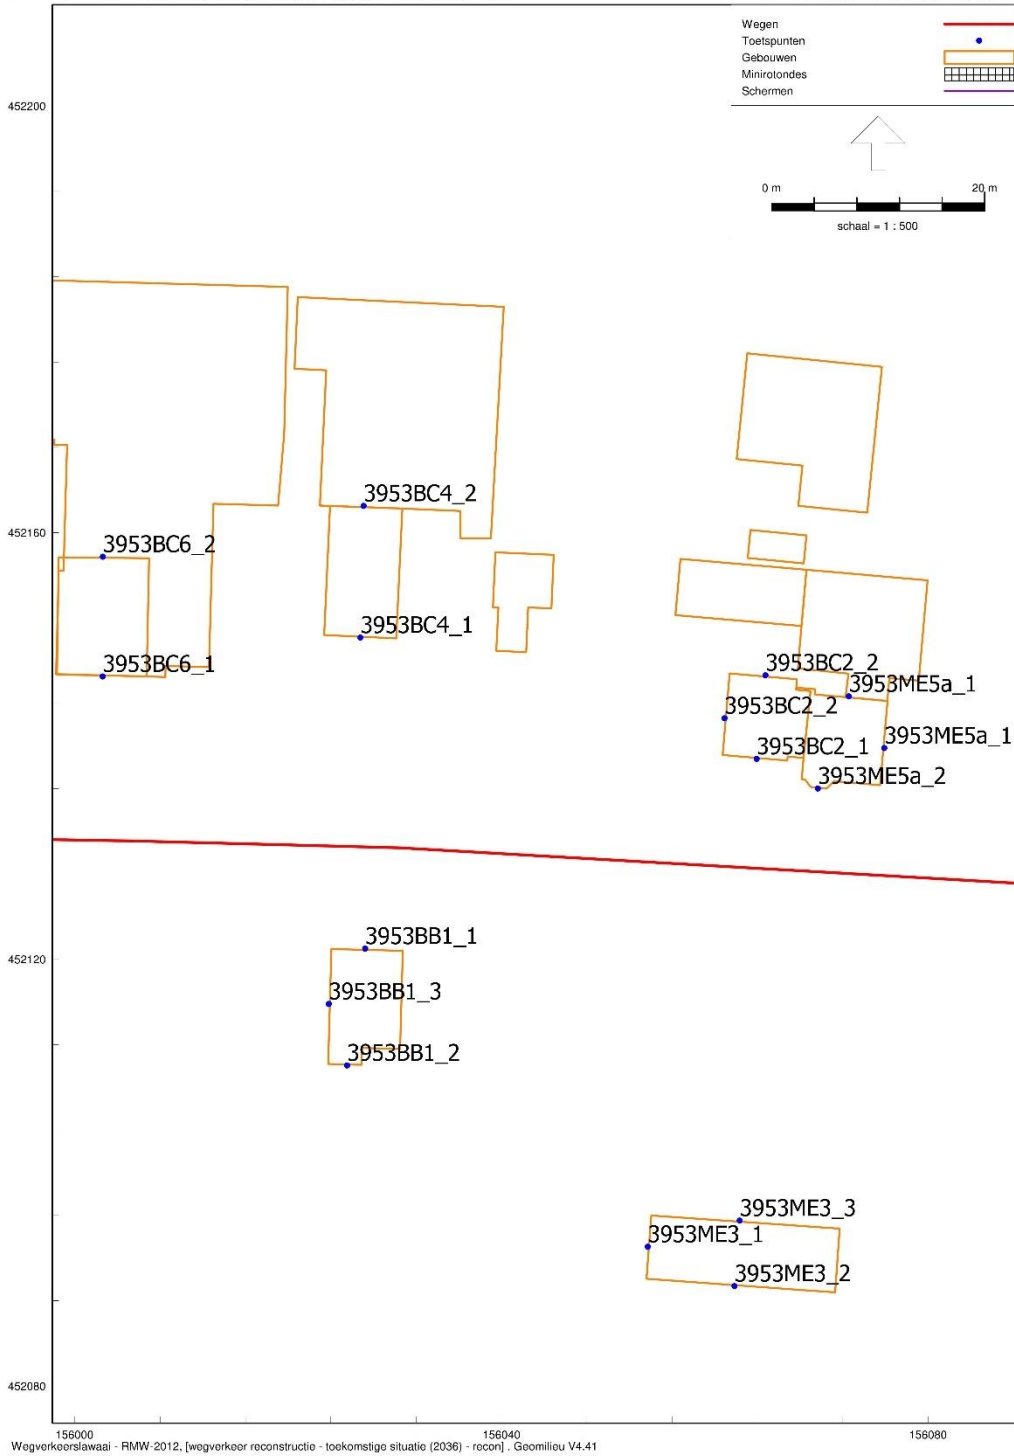 Wegen
Toetspunten
Gebouwen
Minirotondes
Schermen
452200
0 m 20 m
schaal = 1 : 500
3953BC4_2
452160
3953BC6_2
3953BC4_1
3953BC6_1
3953BC2_2
3953ME5a_1
3953BC2_2
3953ME5a_1
3953BC2_1
3953ME5a_2
3953BB1_1
452120
3953BB1_3
3953BB1_2
3953ME3_3
3953ME3_1
3953ME3_2
452080
156000 156040 156080
Wegverkeerslawaai - RMW-2012, [wegverkeer reconstructie - toekomstige situatie (2036) - recon] , Geomilieu V4.41